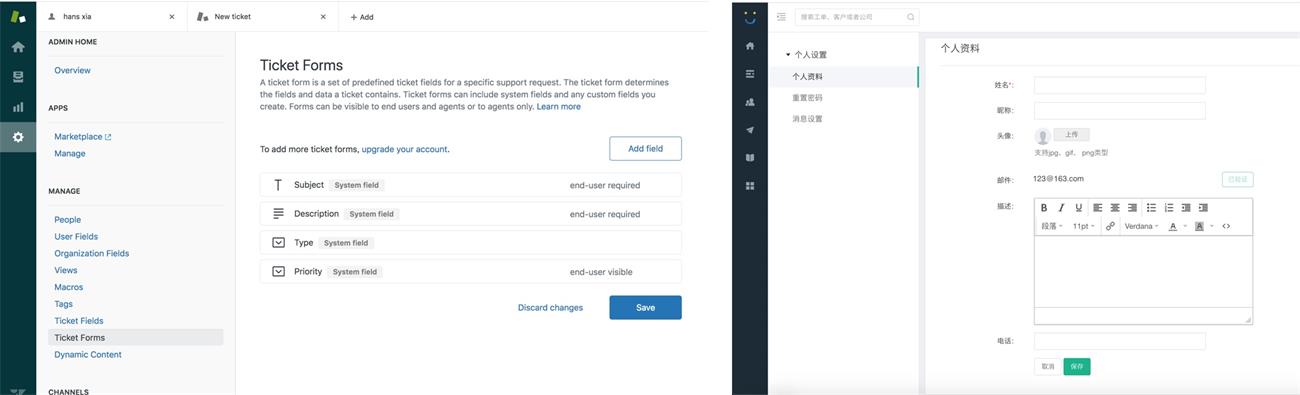 hans xia
New ticket
+ Add
ADMIN HOME
Overview
APPS
Marketplace
Manage
MANAGE
People
User Fields
Organization Fields
Views
Macros
Tags
Ticket Fields
Ticket Forms
Dynamic Content
CHANNELS
Ticket Forms
A ticket form is a set of predefined ticket fields for a specific support request. The ticket form determines
the fields and data a ticket contains. Ticket forms can include system fields and any custom fields you
create. Forms can be visible to end users and agents or to agents only. Learn more
To add more ticket forms, upgrade your account.
Add field
Subject System field end-user required
Description System field end-user required
Type System field
Priority System field end-user visible
Discard changes
Save
搜索工单、客户或者公司
个人设置
个人资料
重置密码
消息设置
个人资料
姓名*:
昵称:
头像:
上传
支持jpg、gif、png类型
邮件:
123@163.com
已验证
描述:
B I U
段落 11pt Verdana A A
电话:
取消
保存